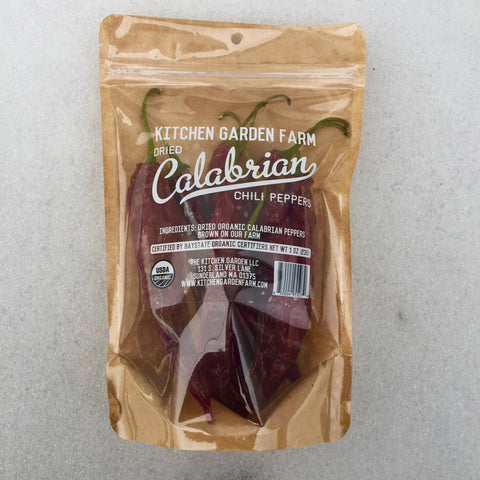 KITCHEN GARDEN FARM
DRIED
Calabrian
CHILI PEPPERS
INGREDIENTS: DRIED ORGANIC CALABRIAN PEPPERS
GROWN ON OUR FARM
CERTIFIED BY BAYSTATE ORGANIC CERTIFIERS NET WT 1 OZ (28G)
USDA
ORGANIC
THE KITCHEN GARDEN LLC
131 S. SILVER LANE
SUNDERLAND MA 01375
WWW.KITCHENGARDENFARM.COM